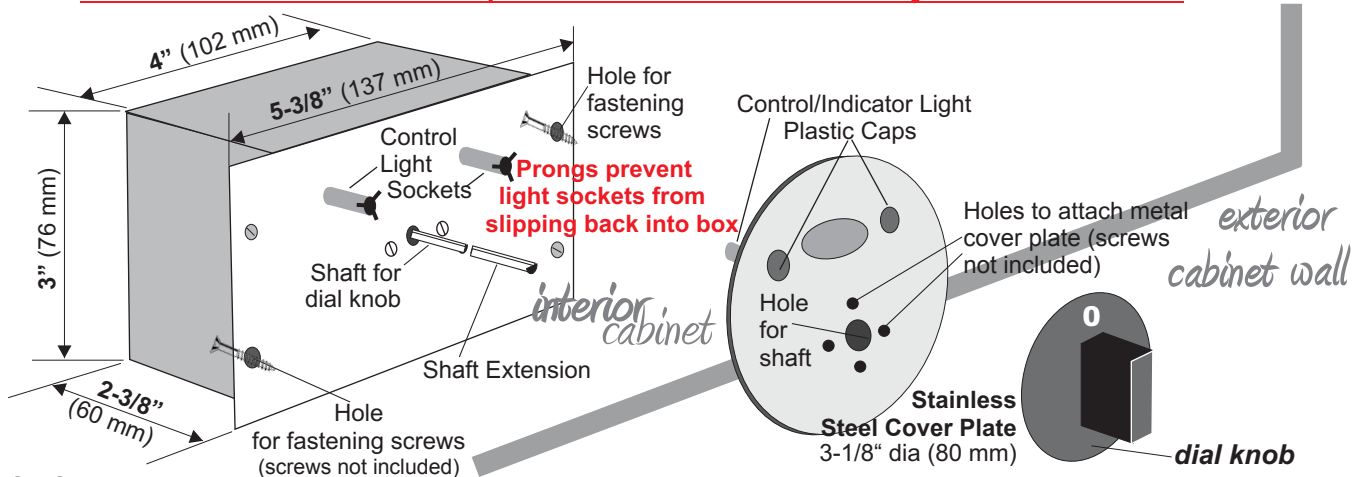 4” (102 mm)
5-3/8” (137 mm)
3” (76 mm)
2-3/8”
(60 mm)
Control
Light
Sockets
Hole for
fastening
screws
Prongs prevent
light sockets from
slipping back into box
Shaft for
dial knob
Shaft Extension
Hole
for fastening screws
(screws not included)
interior
cabinet
Control/Indicator Light
Plastic Caps
Holes to attach metal
cover plate (screws
not included)
Hole
for
shaft
Stainless
Steel Cover Plate
3-1/8“ dia (80 mm)
exterior
cabinet wall
0
dial knob